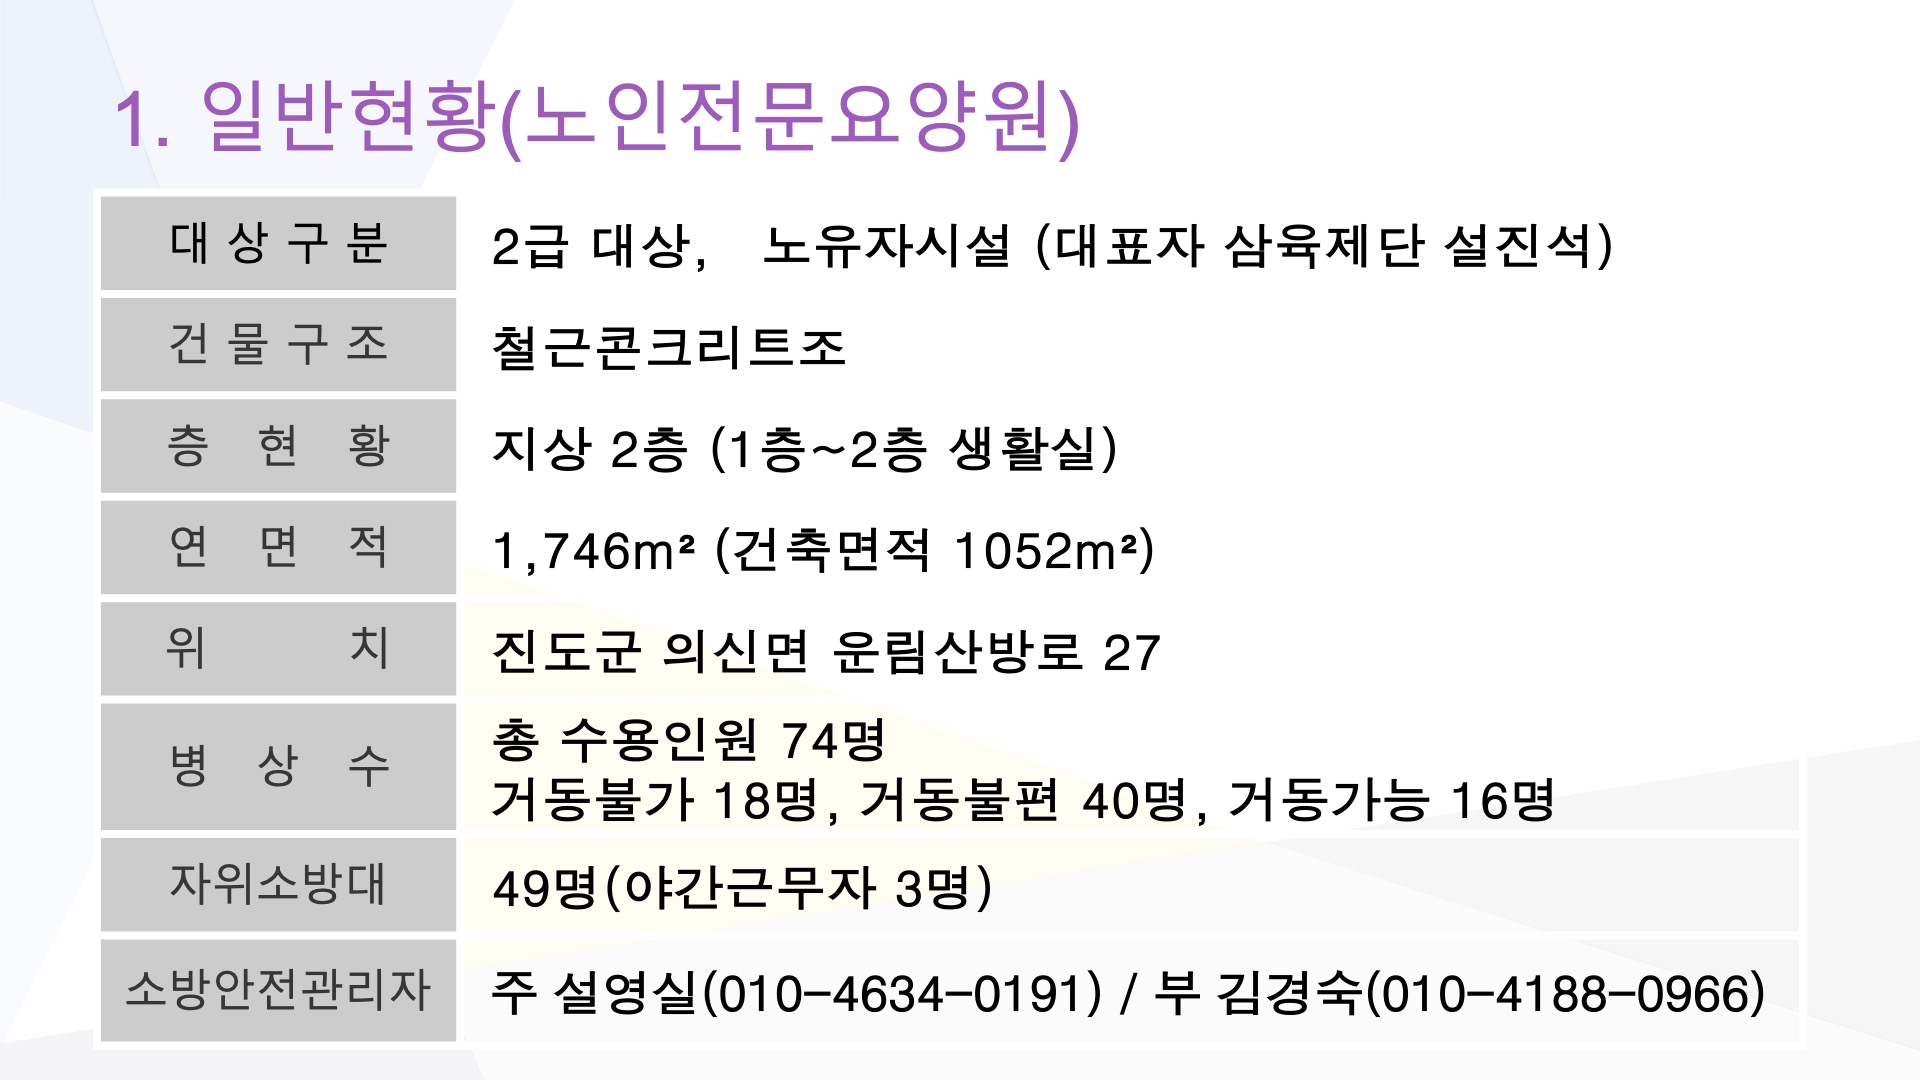 1. 일반현황(노인전문요양원)
대 상 구 분 2급 대상, 노유자시설 (대표자 삼육제단 설진석)
건 물 구 조 철근콘크리트조
층 현 황 지상 2층 (1층~2층 생활실)
연 면 적 1,746m² (건축면적 1052m²)
위 치 진도군 의신면 운림산방로 27
병 상 수 총 수용인원 74명
거동불가 18명, 거동불편 40명, 거동가능 16명
자위소방대 49명(야간근무자 3명)
소방안전관리자 주 설영실(010-4634-0191) / 부 김경숙(010-4188-0966)